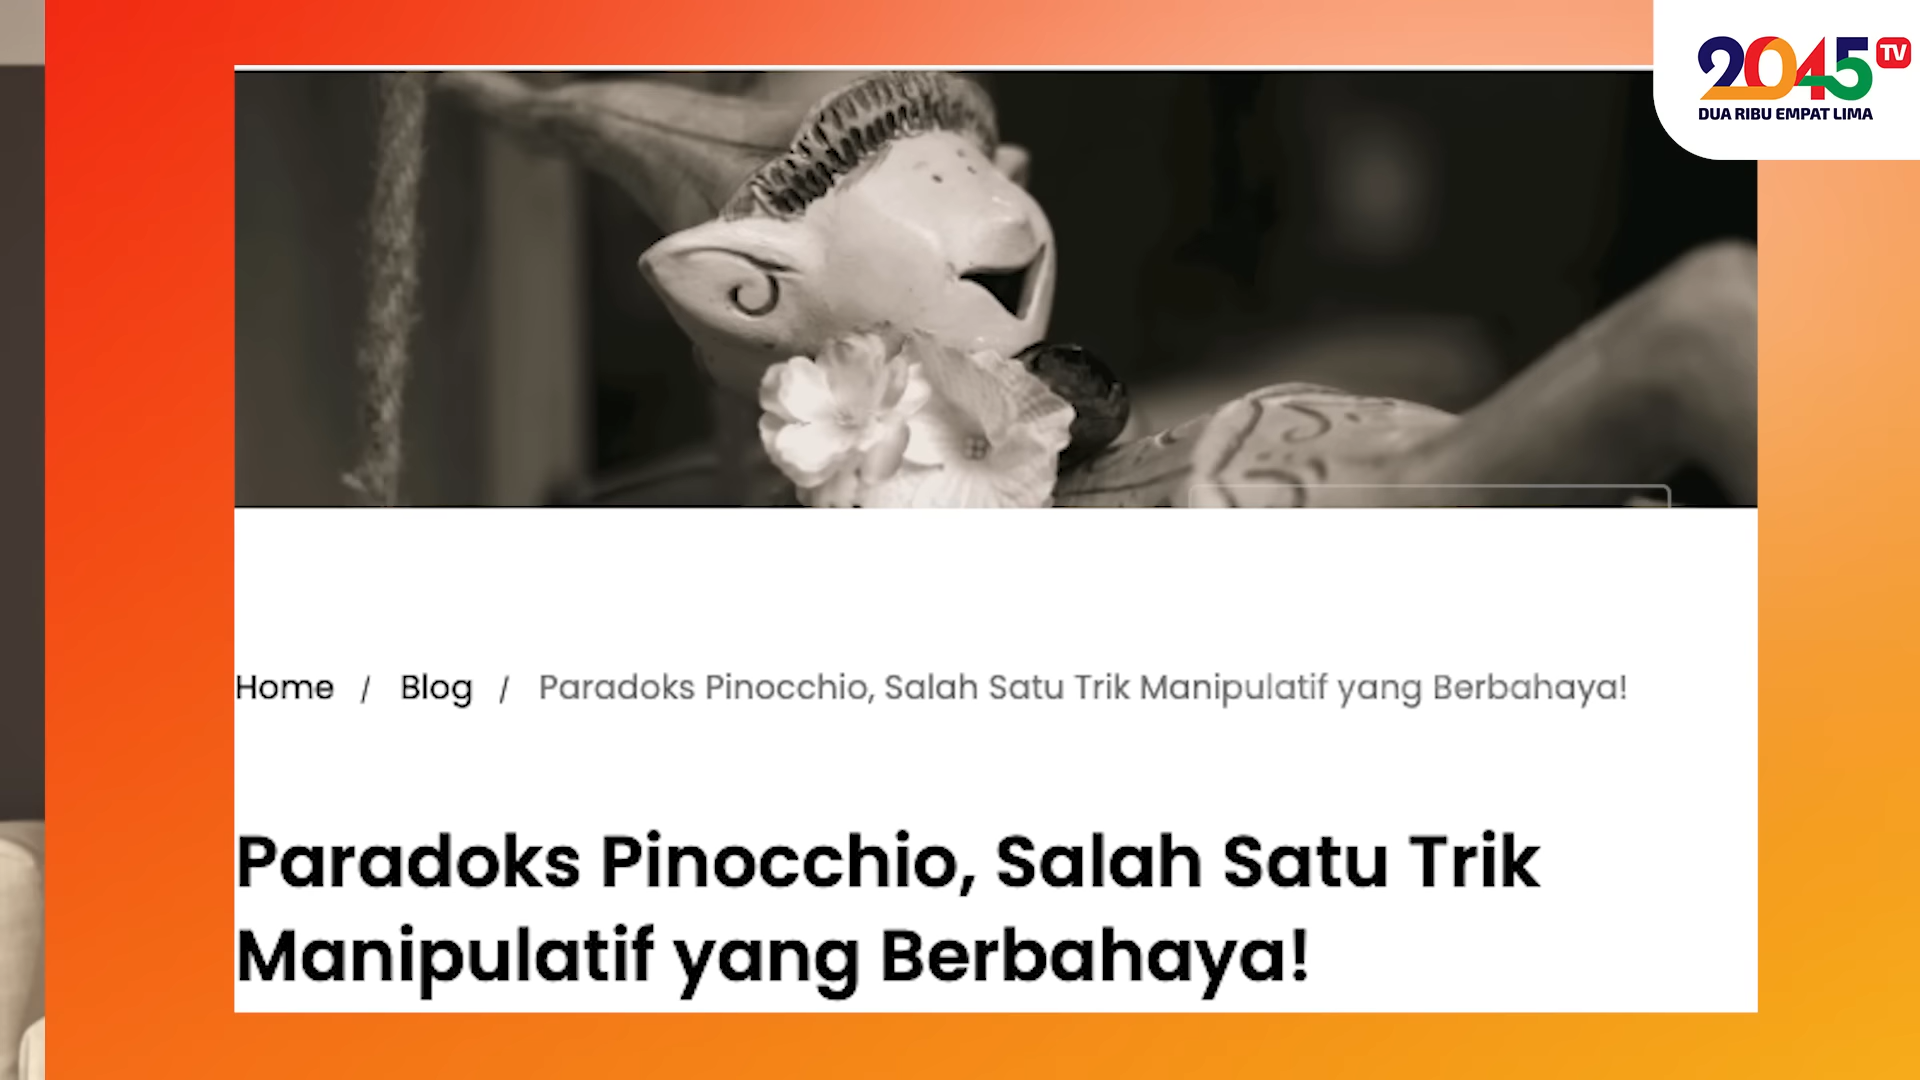 2045 TV
DUA RIBU EMPAT LIMA
Home / Blog / Paradoks Pinocchio, Salah Satu Trik Manipulatif yang Berbahaya!
Paradoks Pinocchio, Salah Satu Trik
Manipulatif yang Berbahaya!